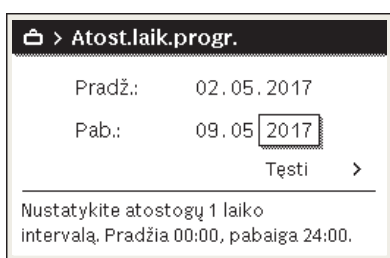 > Atost.laik.progr.
Pradž.: 02.05.2017
Pab.: 09.05 2017
Tęsti >
Nustatykite atostogų 1 laiko
intervalą. Pradžia 00:00, pabaiga 24:00.